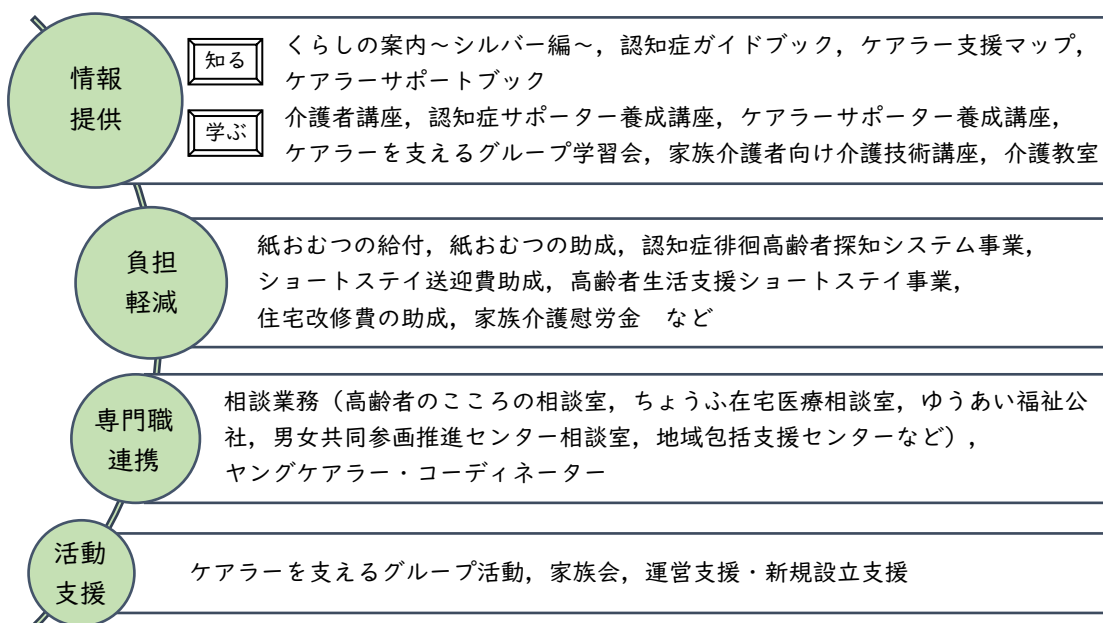 情報
提供
知る
くらしの案内～シルバー編～，認知症ガイドブック，ケアラー支援マップ，
ケアラーサポートブック
学ぶ
介護者講座，認知症サポーター養成講座，ケアラーサポーター養成講座，
ケアラーを支えるグループ学習会，家族介護者向け介護技術講座，介護教室
負担
軽減
紙おむつの給付，紙おむつの助成，認知症徘徊高齢者探知システム事業，
ショートステイ送迎費助成，高齢者生活支援ショートステイ事業，
住宅改修費の助成，家族介護慰労金　など
専門職
連携
相談業務（高齢者のこころの相談室，ちょうふ在宅医療相談室，ゆうあい福祉公
社，男女共同参画推進センター相談室，地域包括支援センターなど），
ヤングケアラー・コーディネーター
活動
支援
ケアラーを支えるグループ活動，家族会，運営支援・新規設立支援